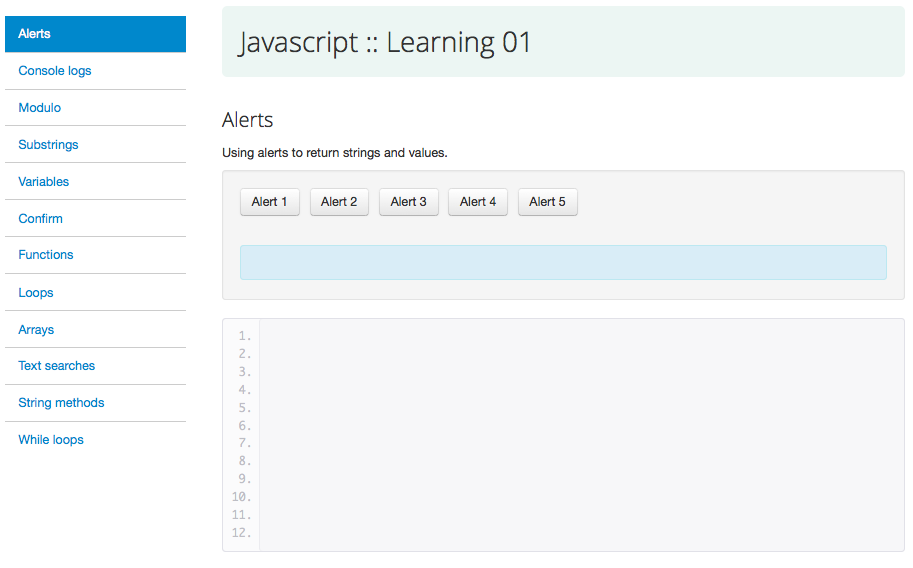 Alerts
Console logs
Modulo
Substrings
Variables
Confirm
Functions
Loops
Arrays
Text searches
String methods
While loops
Javascript :: Learning 01
Alerts
Using alerts to return strings and values.
Alert 1 Alert 2 Alert 3 Alert 4 Alert 5
1.
2.
3.
4.
5.
6.
7.
8.
9.
10.
11.
12.